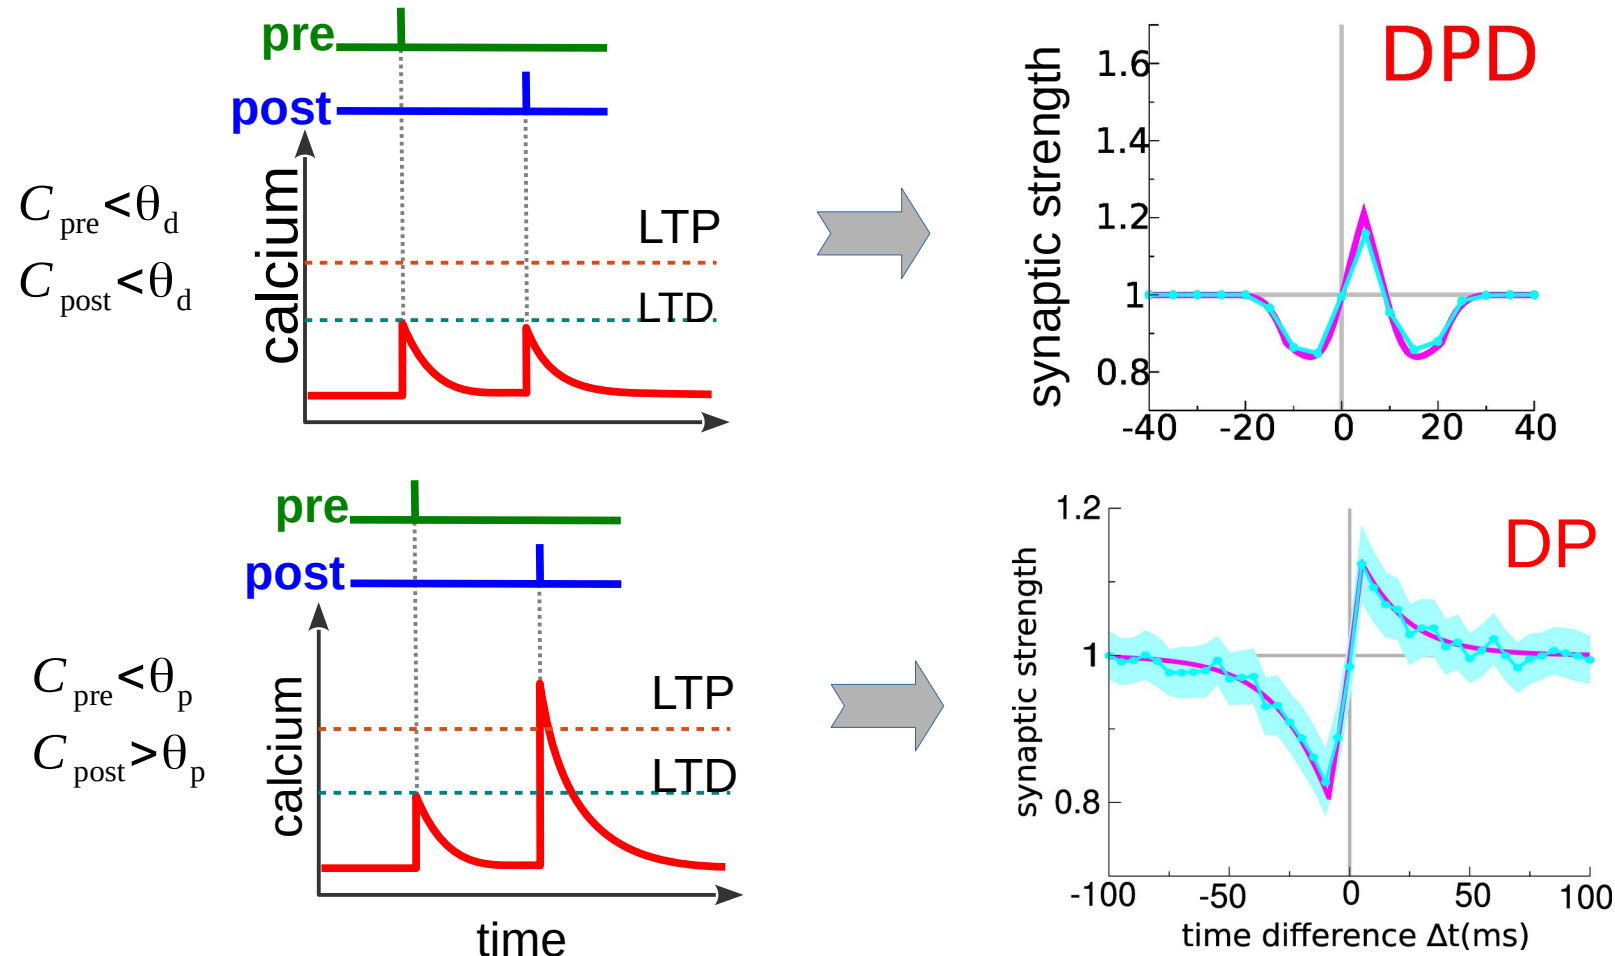 pre
post
C pre<θd
C post<θd
calcium
LTP
LTD
DPD
synaptic strength
1.6
1.4
1.2
1
0.8
-40 -20 0 20 40
pre
post
C pre<θp
C post>θp
calcium
LTP
LTD
time
DP
synaptic strength
1.2
1
0.8
-100 -50 0 50 100
time difference Δt(ms)